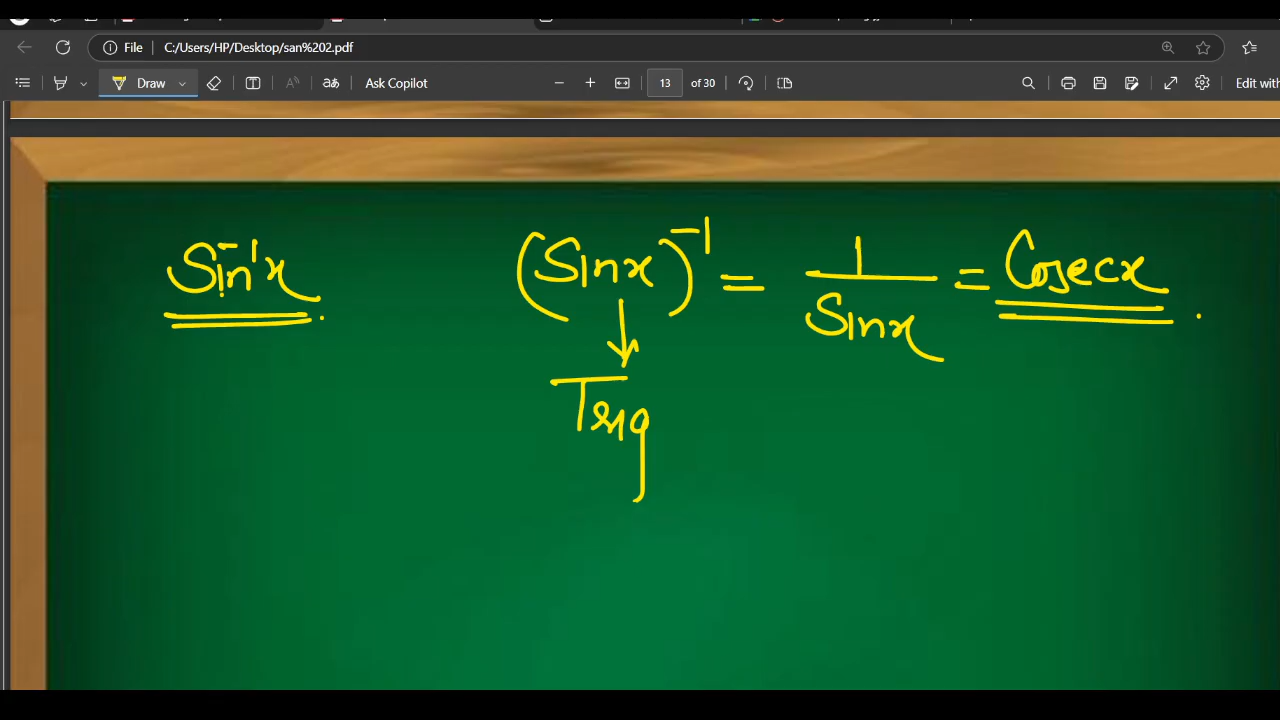 File C:/Users/HP/Desktop/san%202.pdf
Draw Ask Copilot 13 of 30 Edit with
Sin⁻¹x (Sinx)⁻¹ = 1/Sinx = Cosecx
Trig